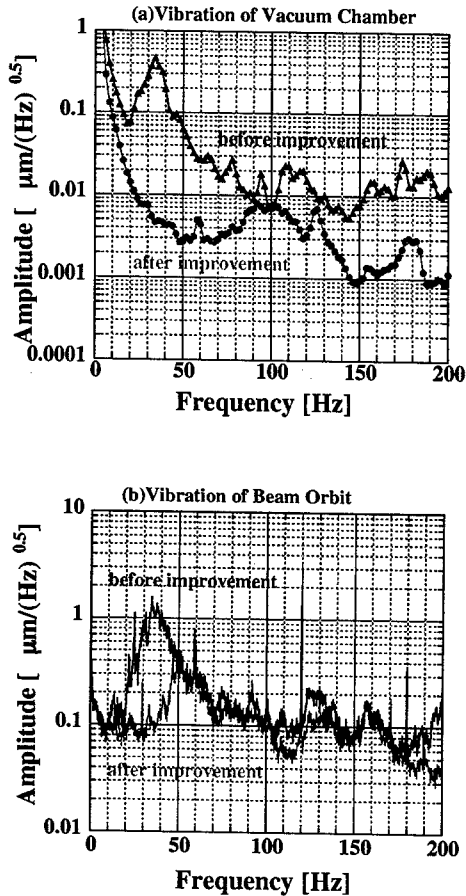 (a)Vibration of Vacuum Chamber
Amplitude [ μm/(Hz) 0.5]
1
0.1
0.01
0.001
0.0001
before improvement
after improvement
0
50
100
150
200
Frequency [Hz]
(b)Vibration of Beam Orbit
Amplitude [ μm/(Hz) 0.5]
10
1
0.1
0.01
before improvement
after improvement
0
50
100
150
200
Frequency [Hz]